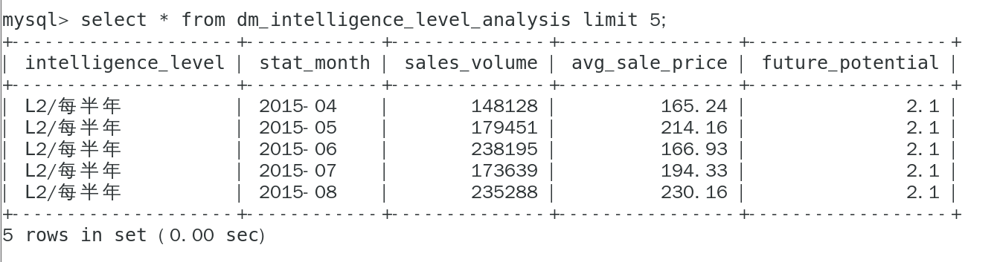 mysql> select * from dm_intelligence_level_analysis limit 5;
+--------------------+------------+--------------+----------------+------------------+
| intelligence_level | stat_month | sales_volume | avg_sale_price | future_potential |
+--------------------+------------+--------------+----------------+------------------+
| L2/每半年 | 2015-04 | 148128 | 165.24 | 2.1 |
| L2/每半年 | 2015-05 | 179451 | 214.16 | 2.1 |
| L2/每半年 | 2015-06 | 238195 | 166.93 | 2.1 |
| L2/每半年 | 2015-07 | 173639 | 194.33 | 2.1 |
| L2/每半年 | 2015-08 | 235288 | 230.16 | 2.1 |
+--------------------+------------+--------------+----------------+------------------+
5 rows in set (0.00 sec)